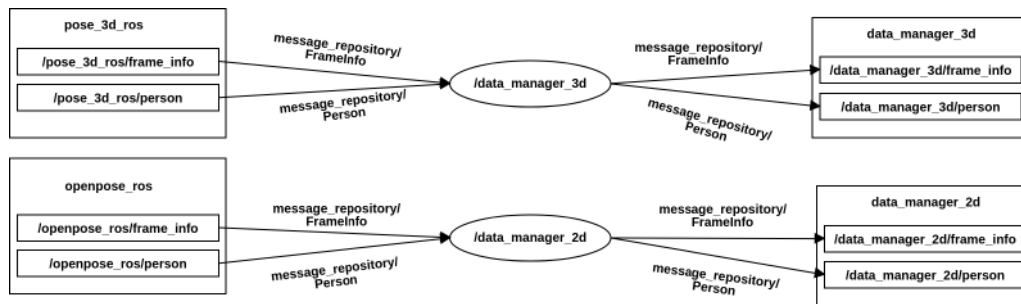 pose_3d_ros
/pose_3d_ros/frame_info
/pose_3d_ros/person
message_repository/
FrameInfo
message_repository/
Person
/data_manager_3d
message_repository/
FrameInfo
message_repository/
Person
data_manager_3d
/data_manager_3d/frame_info
/data_manager_3d/person
openpose_ros
/openpose_ros/frame_info
/openpose_ros/person
message_repository/
FrameInfo
message_repository/
Person
/data_manager_2d
message_repository/
FrameInfo
message_repository/
Person
data_manager_2d
/data_manager_2d/frame_info
/data_manager_2d/person